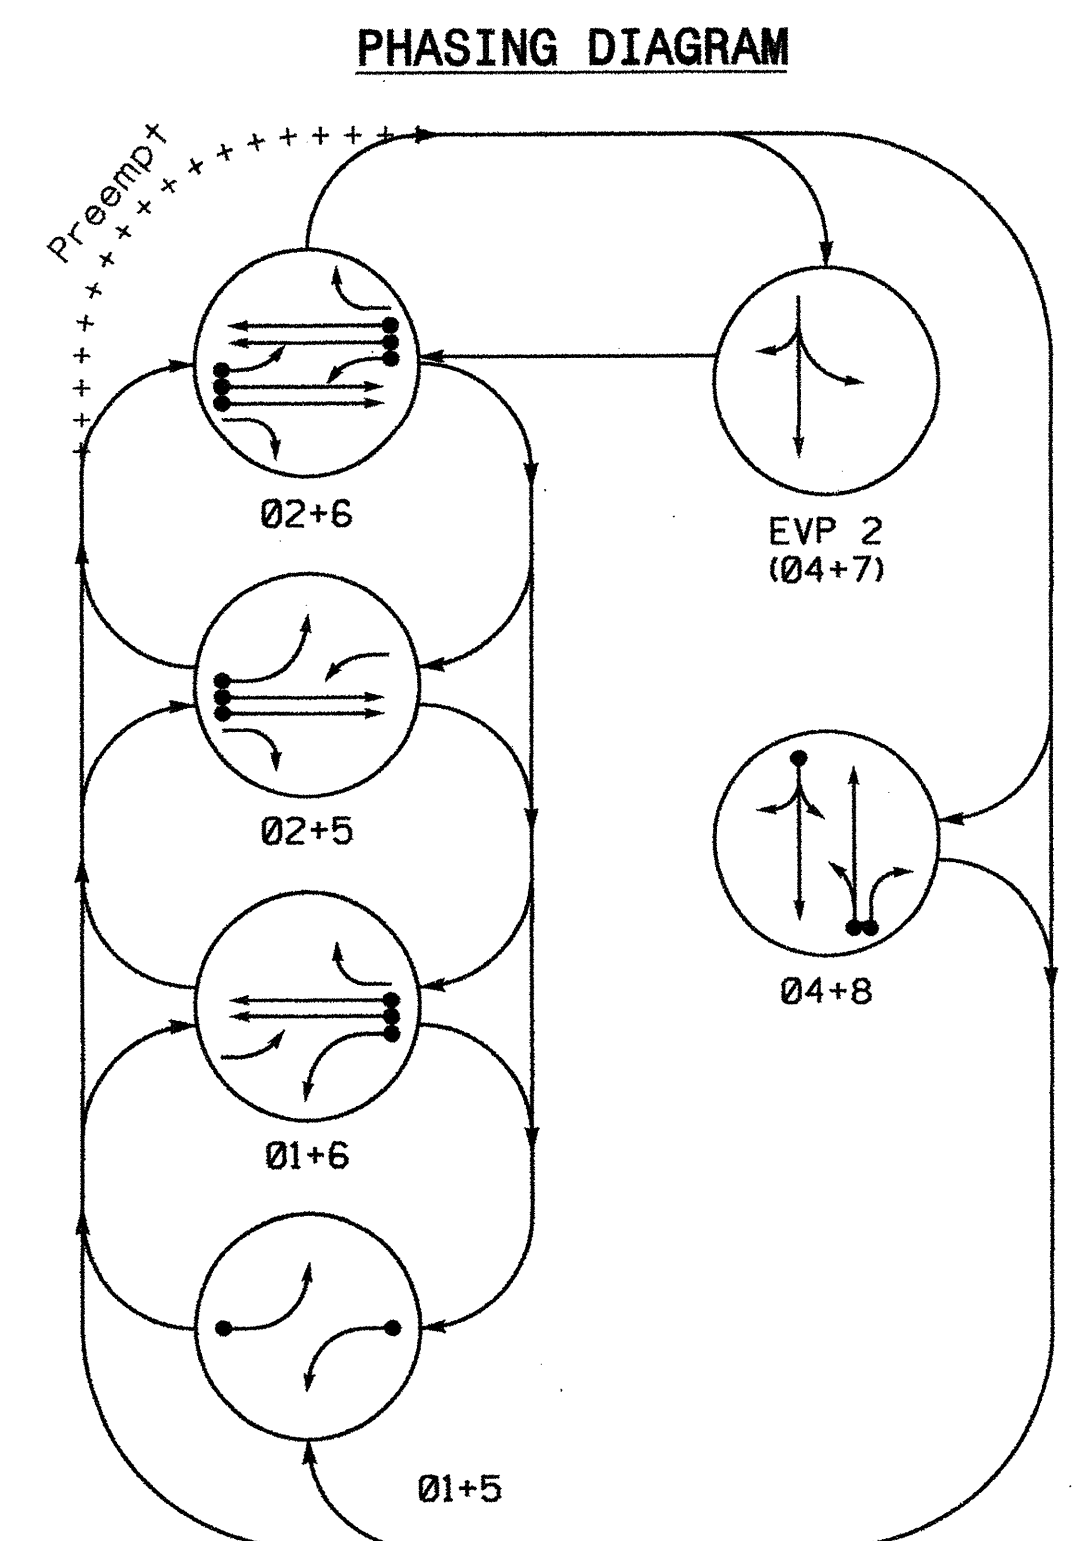 PHASING DIAGRAM
Preempt
Ø2+6
EVP 2
(Ø4+7)
Ø2+5
Ø4+8
Ø1+6
Ø1+5